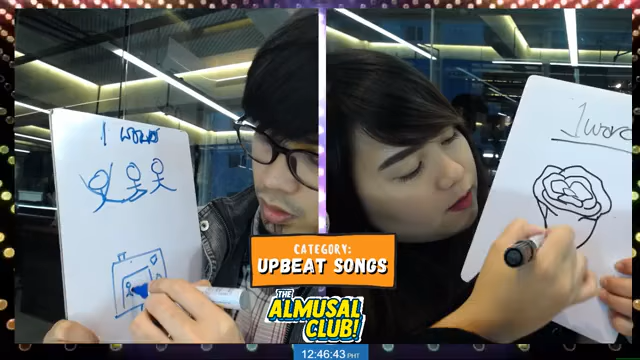 1 word
1 word
CATEGORY:
UPBEAT SONGS
THE
ALMUSAL
CLUB!
12:46:43 PHT